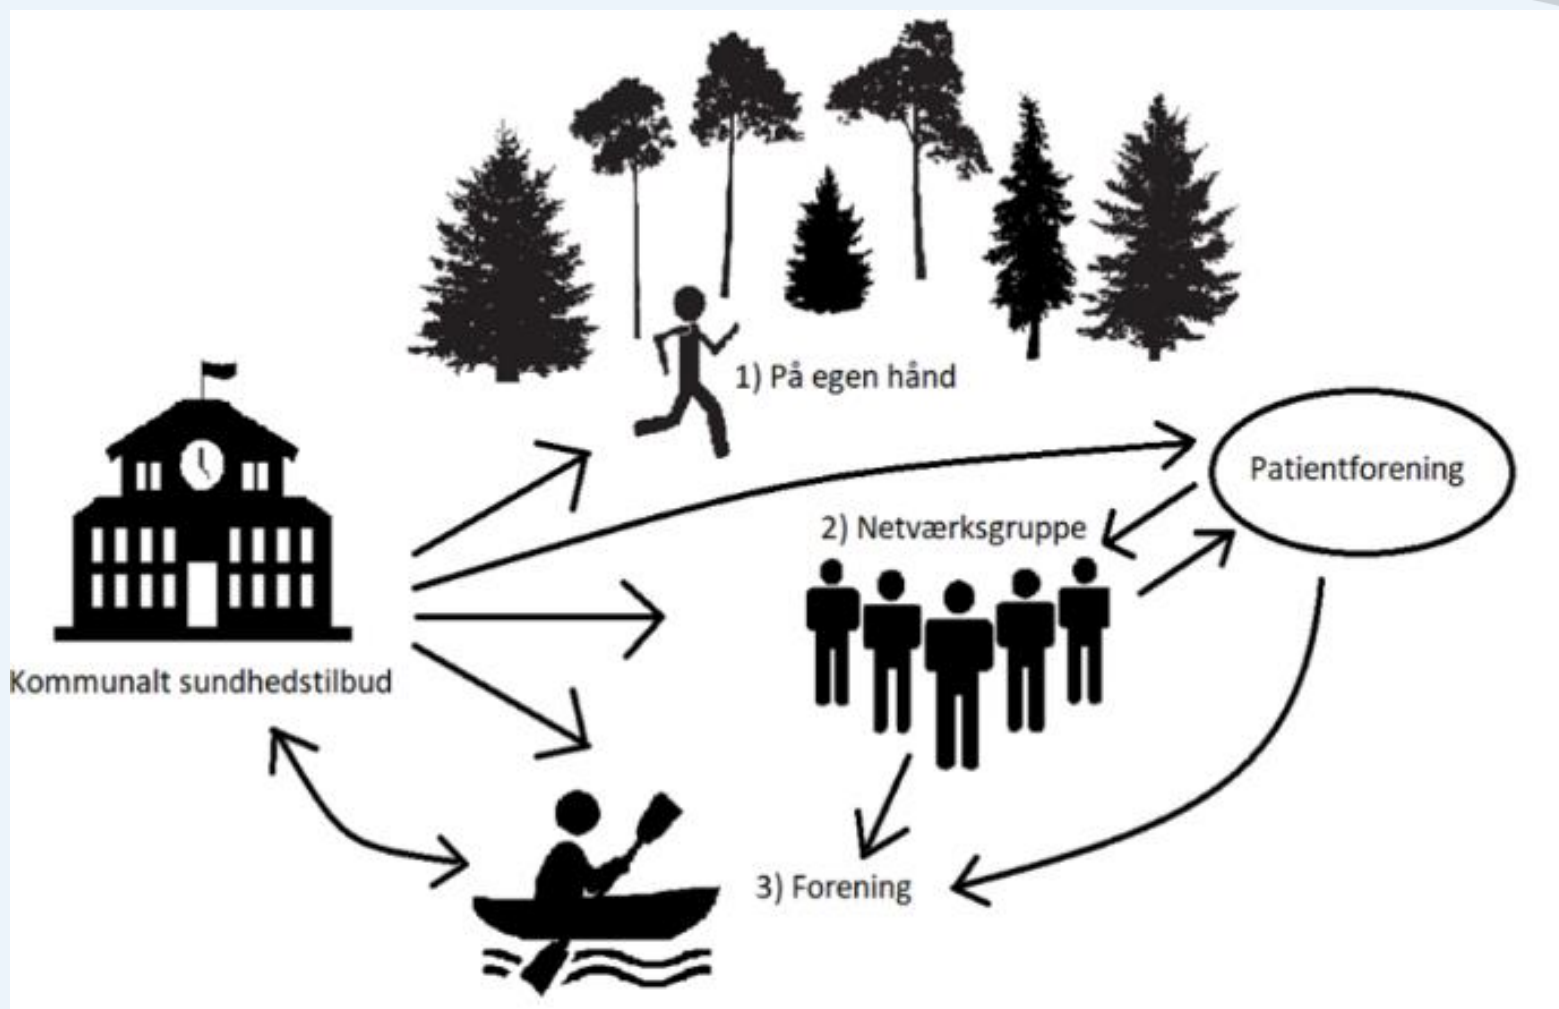 1) På egen hånd
Patientforening
2) Netværksgruppe
Kommunalt sundhedstilbud
3) Forening